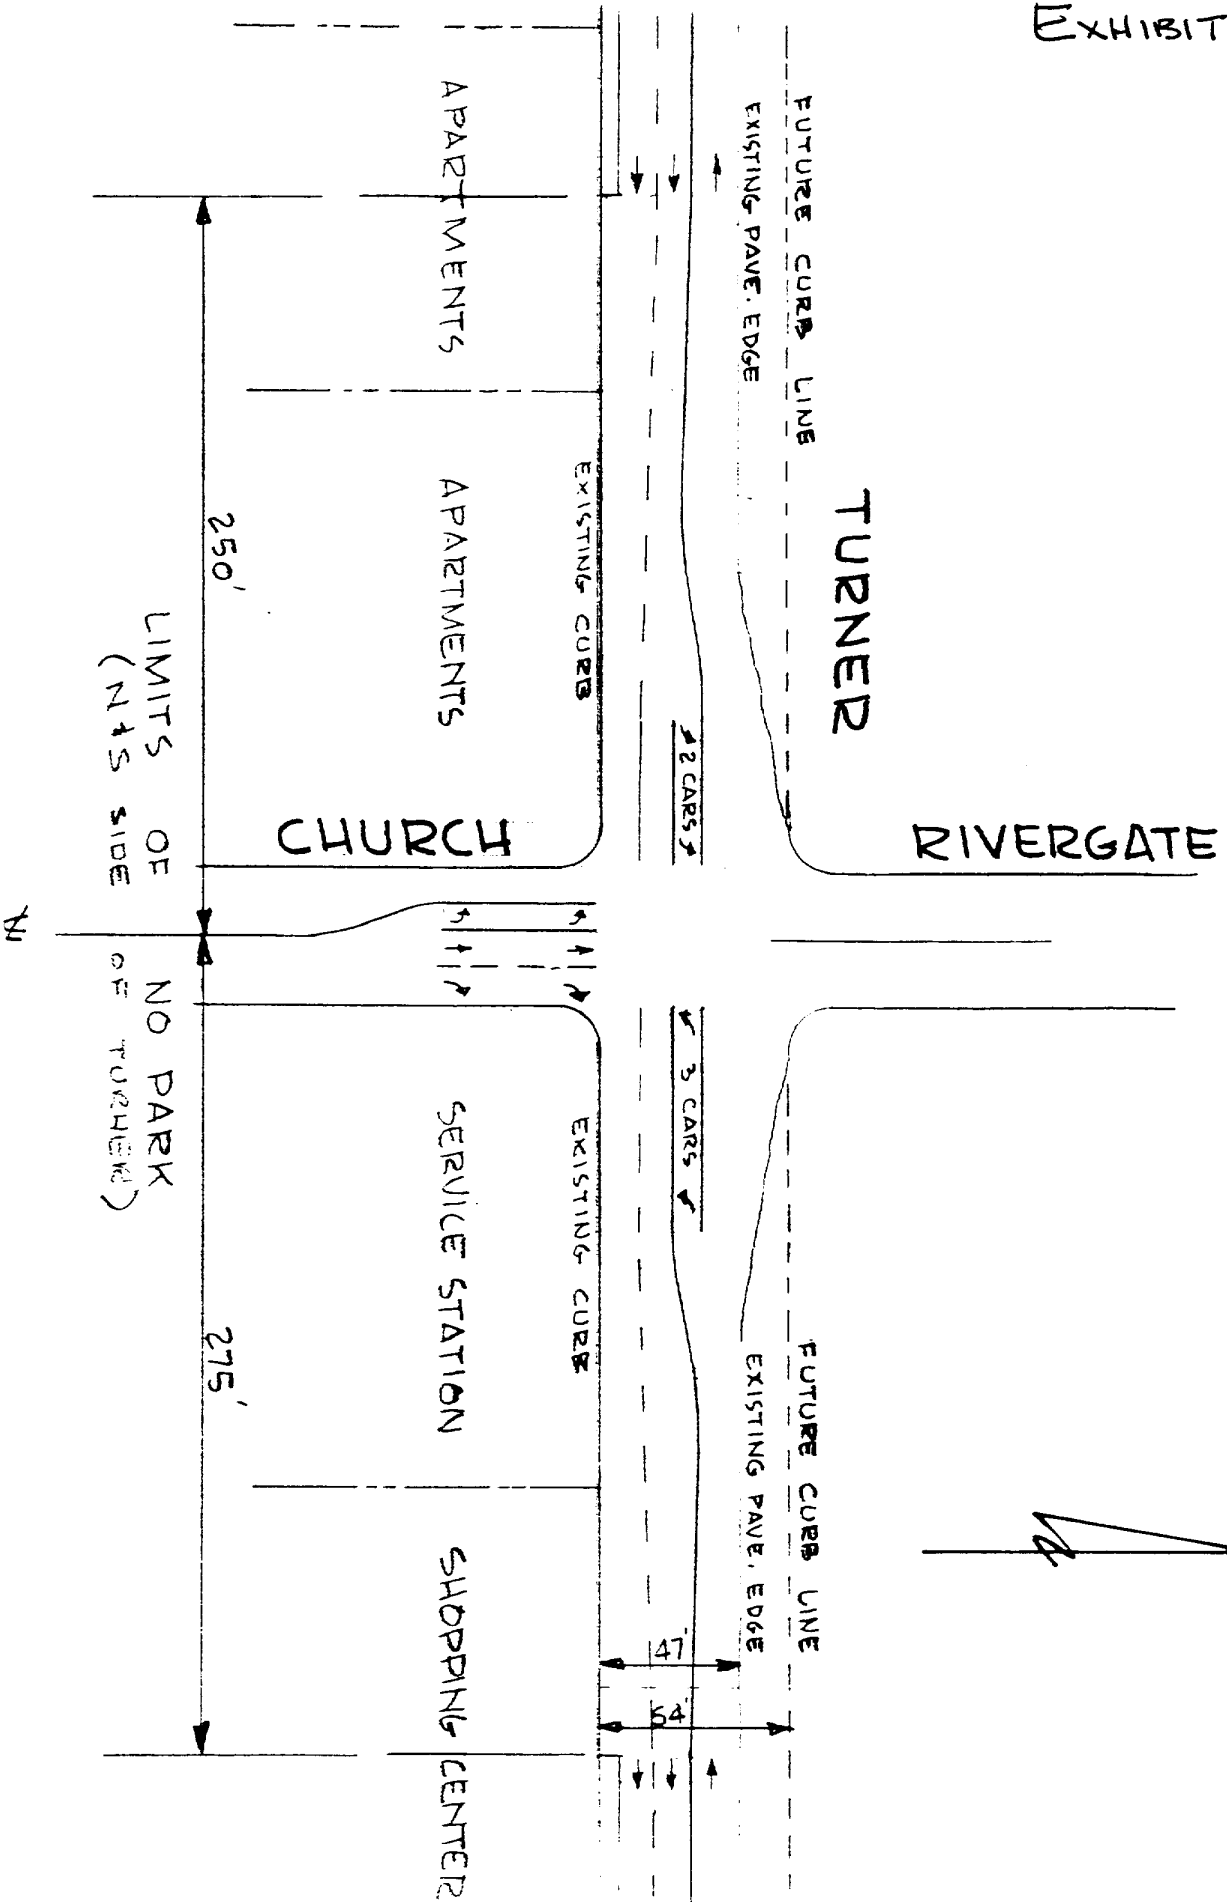 EXHIBIT
APARTMENTS
EXISTING PAVE. EDGE
FUTURE CURB LINE
TURNER
APARTMENTS
EXISTING CURB
250'
LIMITS OF NO PARK
(N+S SIDE OF TURNER)
2 CARS
CHURCH
RIVERGATE
3 CARS
SERVICE STATION
EXISTING CURB
275'
FUTURE CURB LINE
EXISTING PAVE. EDGE
N
SHOPPING CENTER
47'
54'